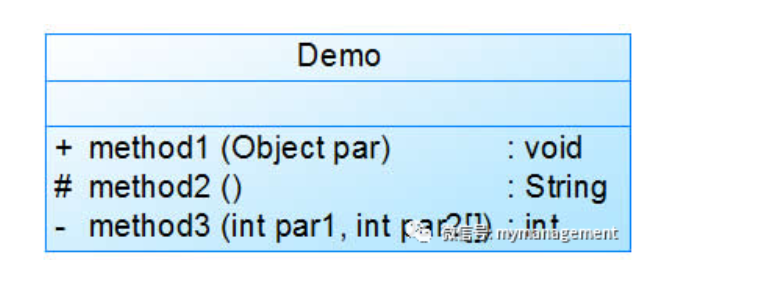 Demo
+ method1 (Object par) : void
# method2 () : String
- method3 (int par1, int par2[]) : int
微信号: mymanagement